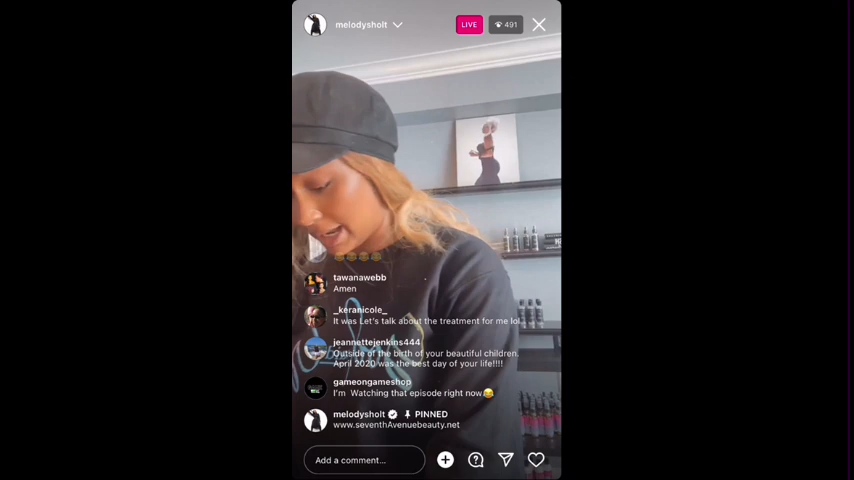 melodysholt
LIVE
491
tawanawebb
Amen
_keranicole_
It was Let's talk about the treatment for me lol
jeannettejenkins444
Outside of the birth of your beautiful children.
April 2020 was the best day of your life!!!!
gameongameshop
I'm Watching that episode right now😂
melodysholt PINNED
www.seventhAvenuebeauty.net
Add a comment...